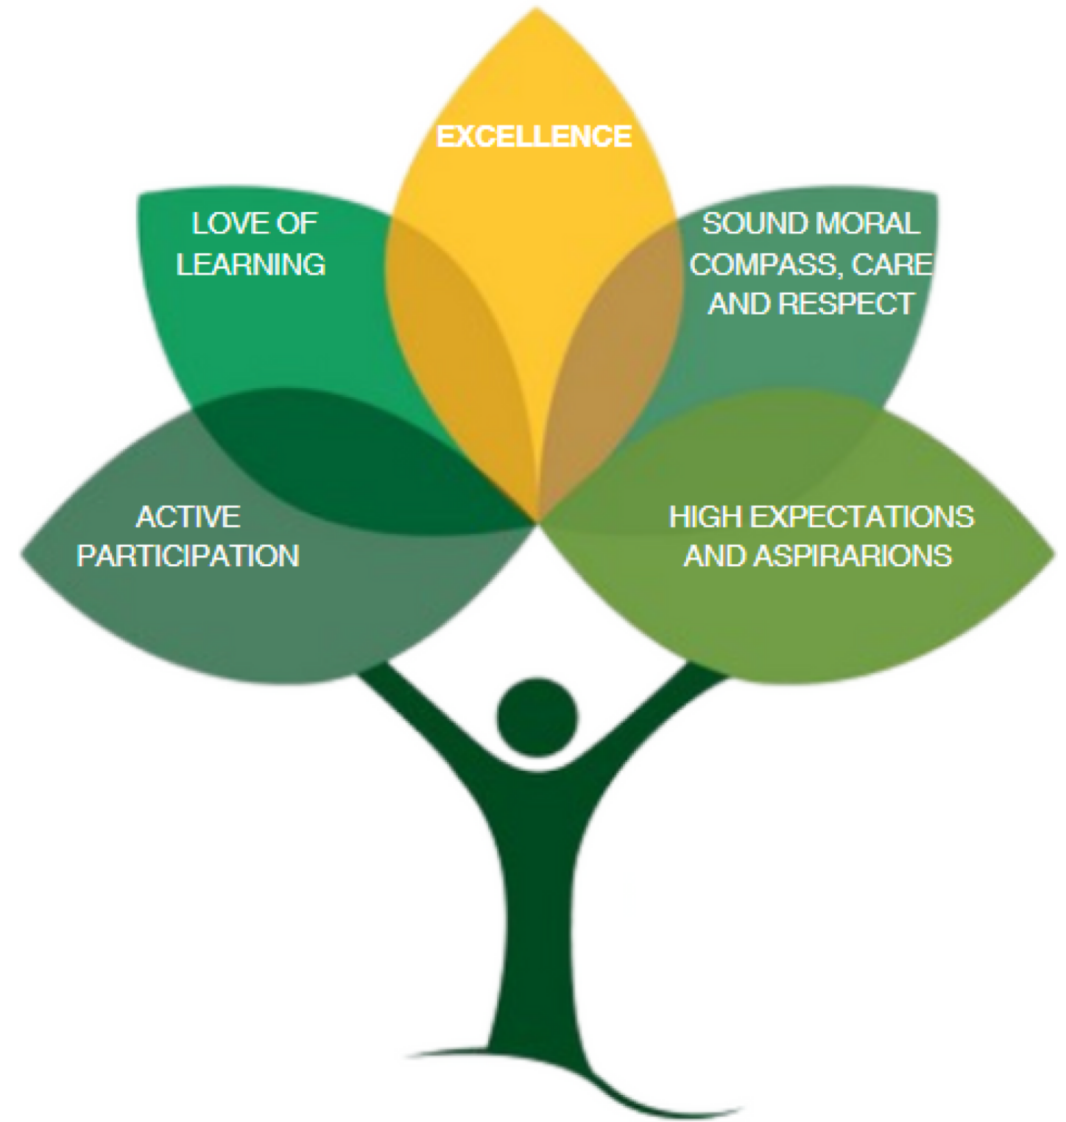 EXCELLENCE
LOVE OF
LEARNING
SOUND MORAL
COMPASS, CARE
AND RESPECT
ACTIVE
PARTICIPATION
HIGH EXPECTATIONS
AND ASPIRARIONS